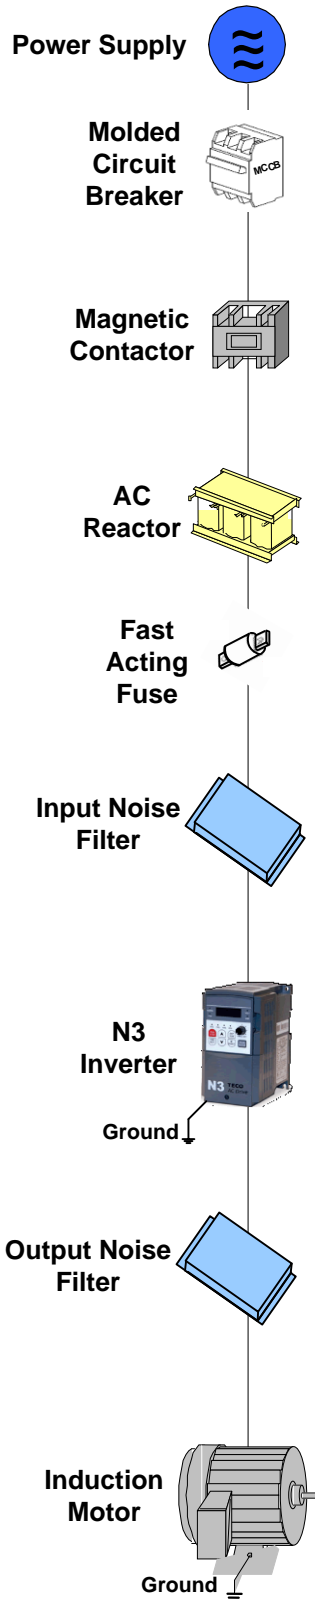 Power Supply
Molded
Circuit
Breaker
MCCB
Magnetic
Contactor
AC
Reactor
Fast
Acting
Fuse
Input Noise
Filter
N3
Inverter
N3 TECO
Ground
Output Noise
Filter
Induction
Motor
Ground